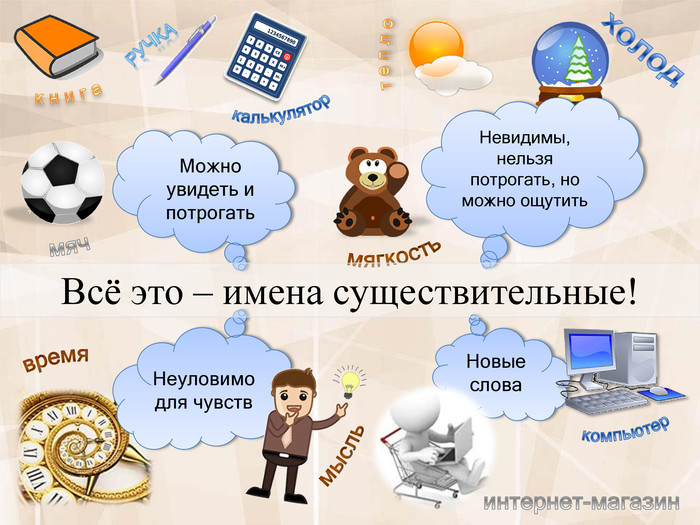 книга
ручка
1234567890
калькулятор
тепло
холод
мяч
Можно
увидеть и
потрогать
мягкость
Невидимы,
нельзя
потрогать, но
можно ощутить
Всё это – имена существительные!
время
Неуловимо
для чувств
мысль
Новые
слова
компьютер
интернет-магазин